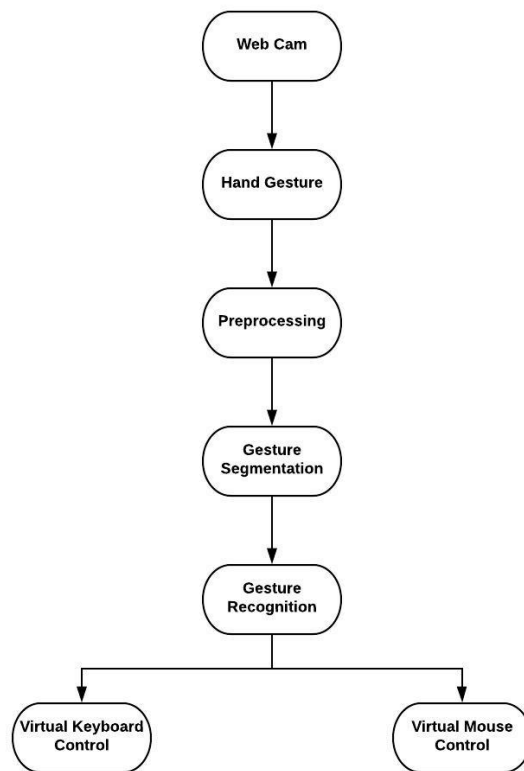 Web Cam
Hand Gesture
Preprocessing
Gesture
Segmentation
Gesture
Recognition
Virtual Keyboard
Control
Virtual Mouse
Control